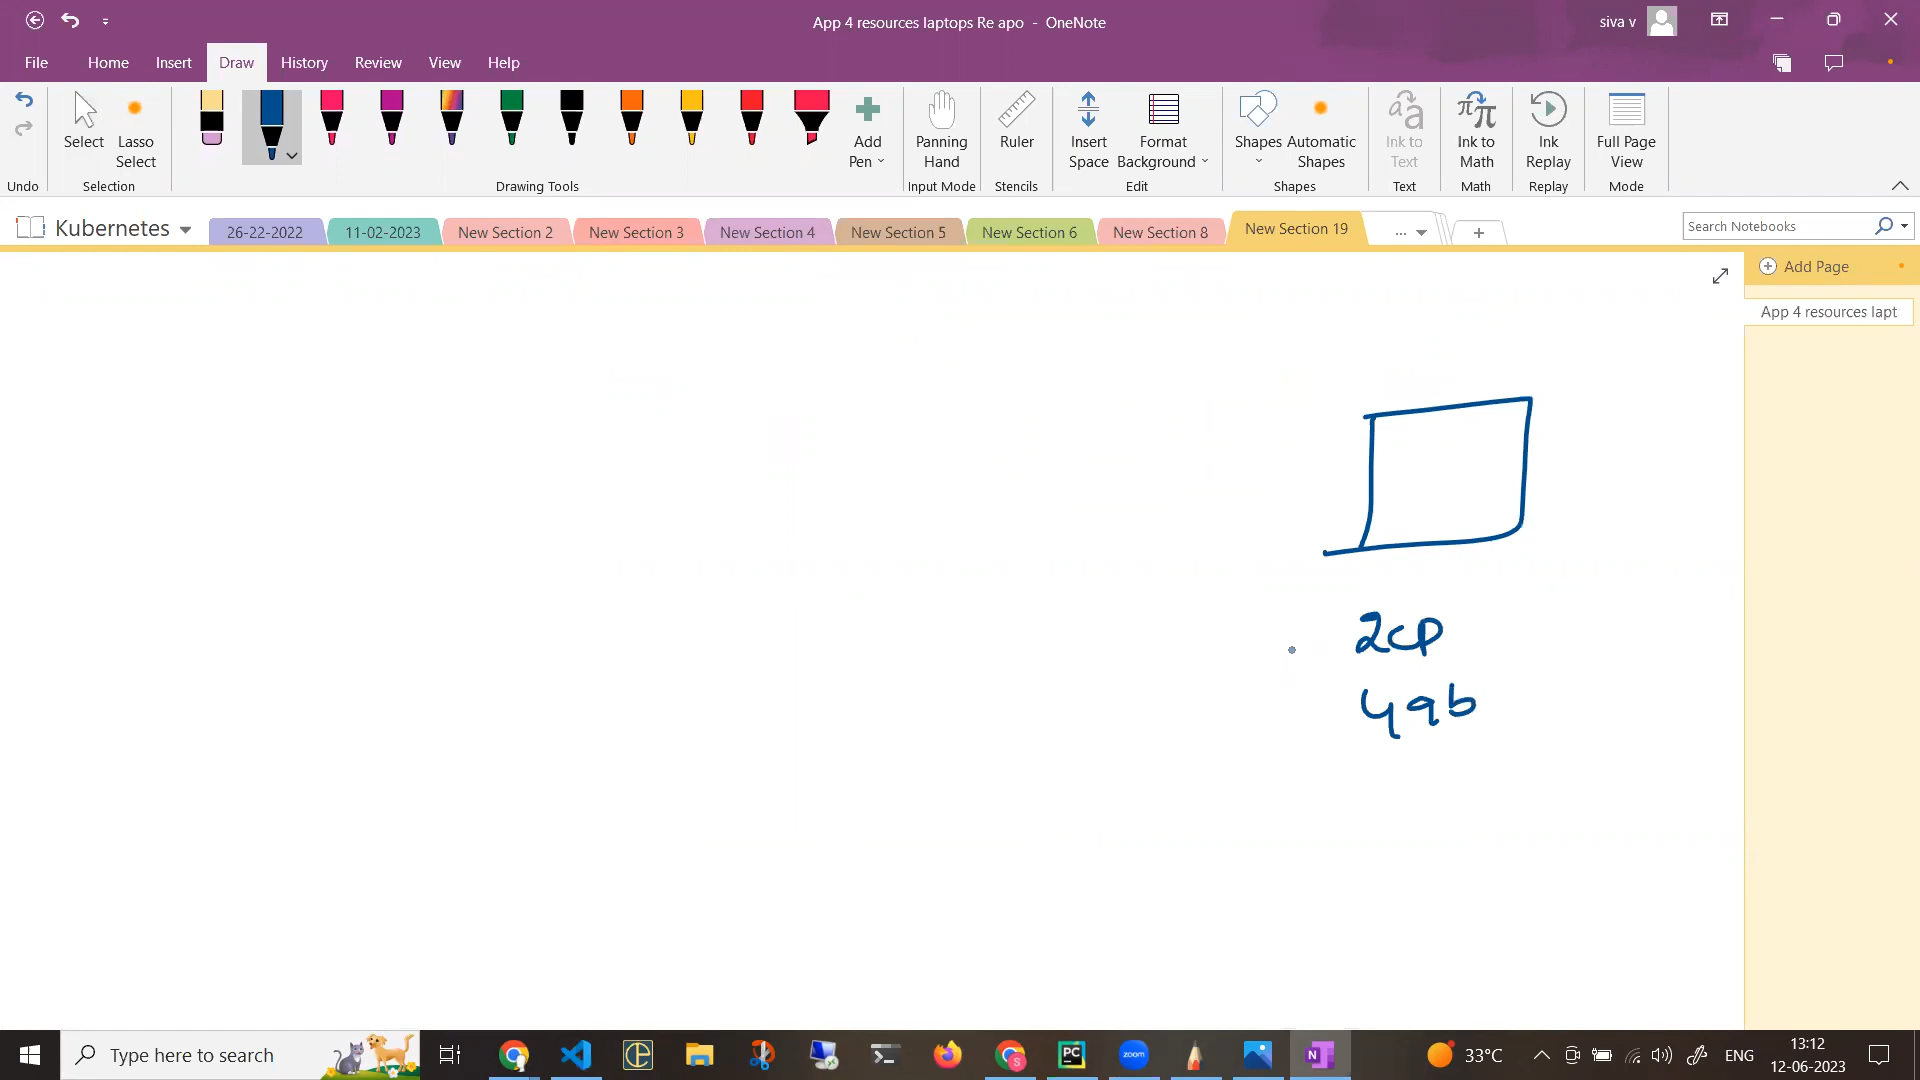 App 4 resources laptops Re apo - OneNote
siva v
File Home Insert Draw History Review View Help
Select
Lasso Select
Add Pen
Panning Hand
Ruler
Insert Space
Format Background
Shapes
Automatic Shapes
Ink to Text
Ink to Math
Ink Replay
Full Page View
Undo Selection Drawing Tools Input Mode Stencils Edit Shapes Text Math Replay Mode
Kubernetes 26-22-2022 11-02-2023 New Section 2 New Section 3 New Section 4 New Section 5 New Section 6 New Section 8 New Section 19 ...
Search Notebooks
Add Page
App 4 resources lapt
2cp
4gb
Type here to search
PC
zoom
N
33°C
ENG
13:12
12-06-2023